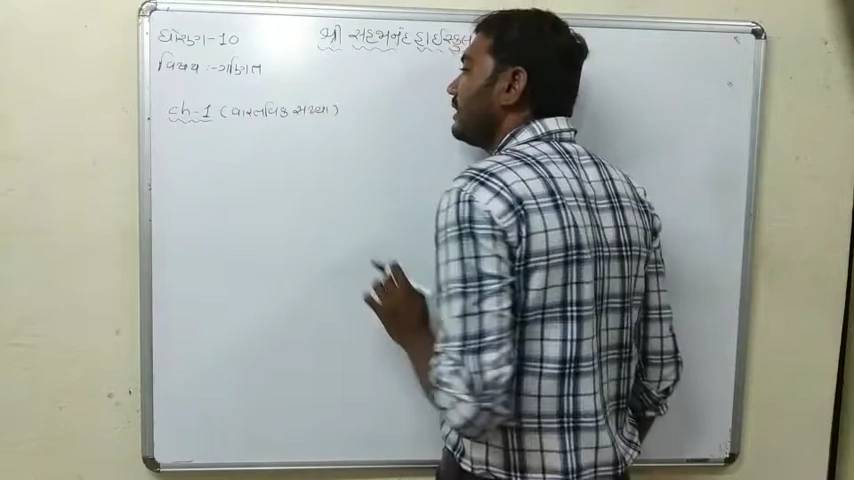 ધોરણ:-10
શ્રી સહજાનંદ હાઈસ્કુલ
વિષય :- ગણિત
ch-1 (વાસ્તવિક સંખ્યા)